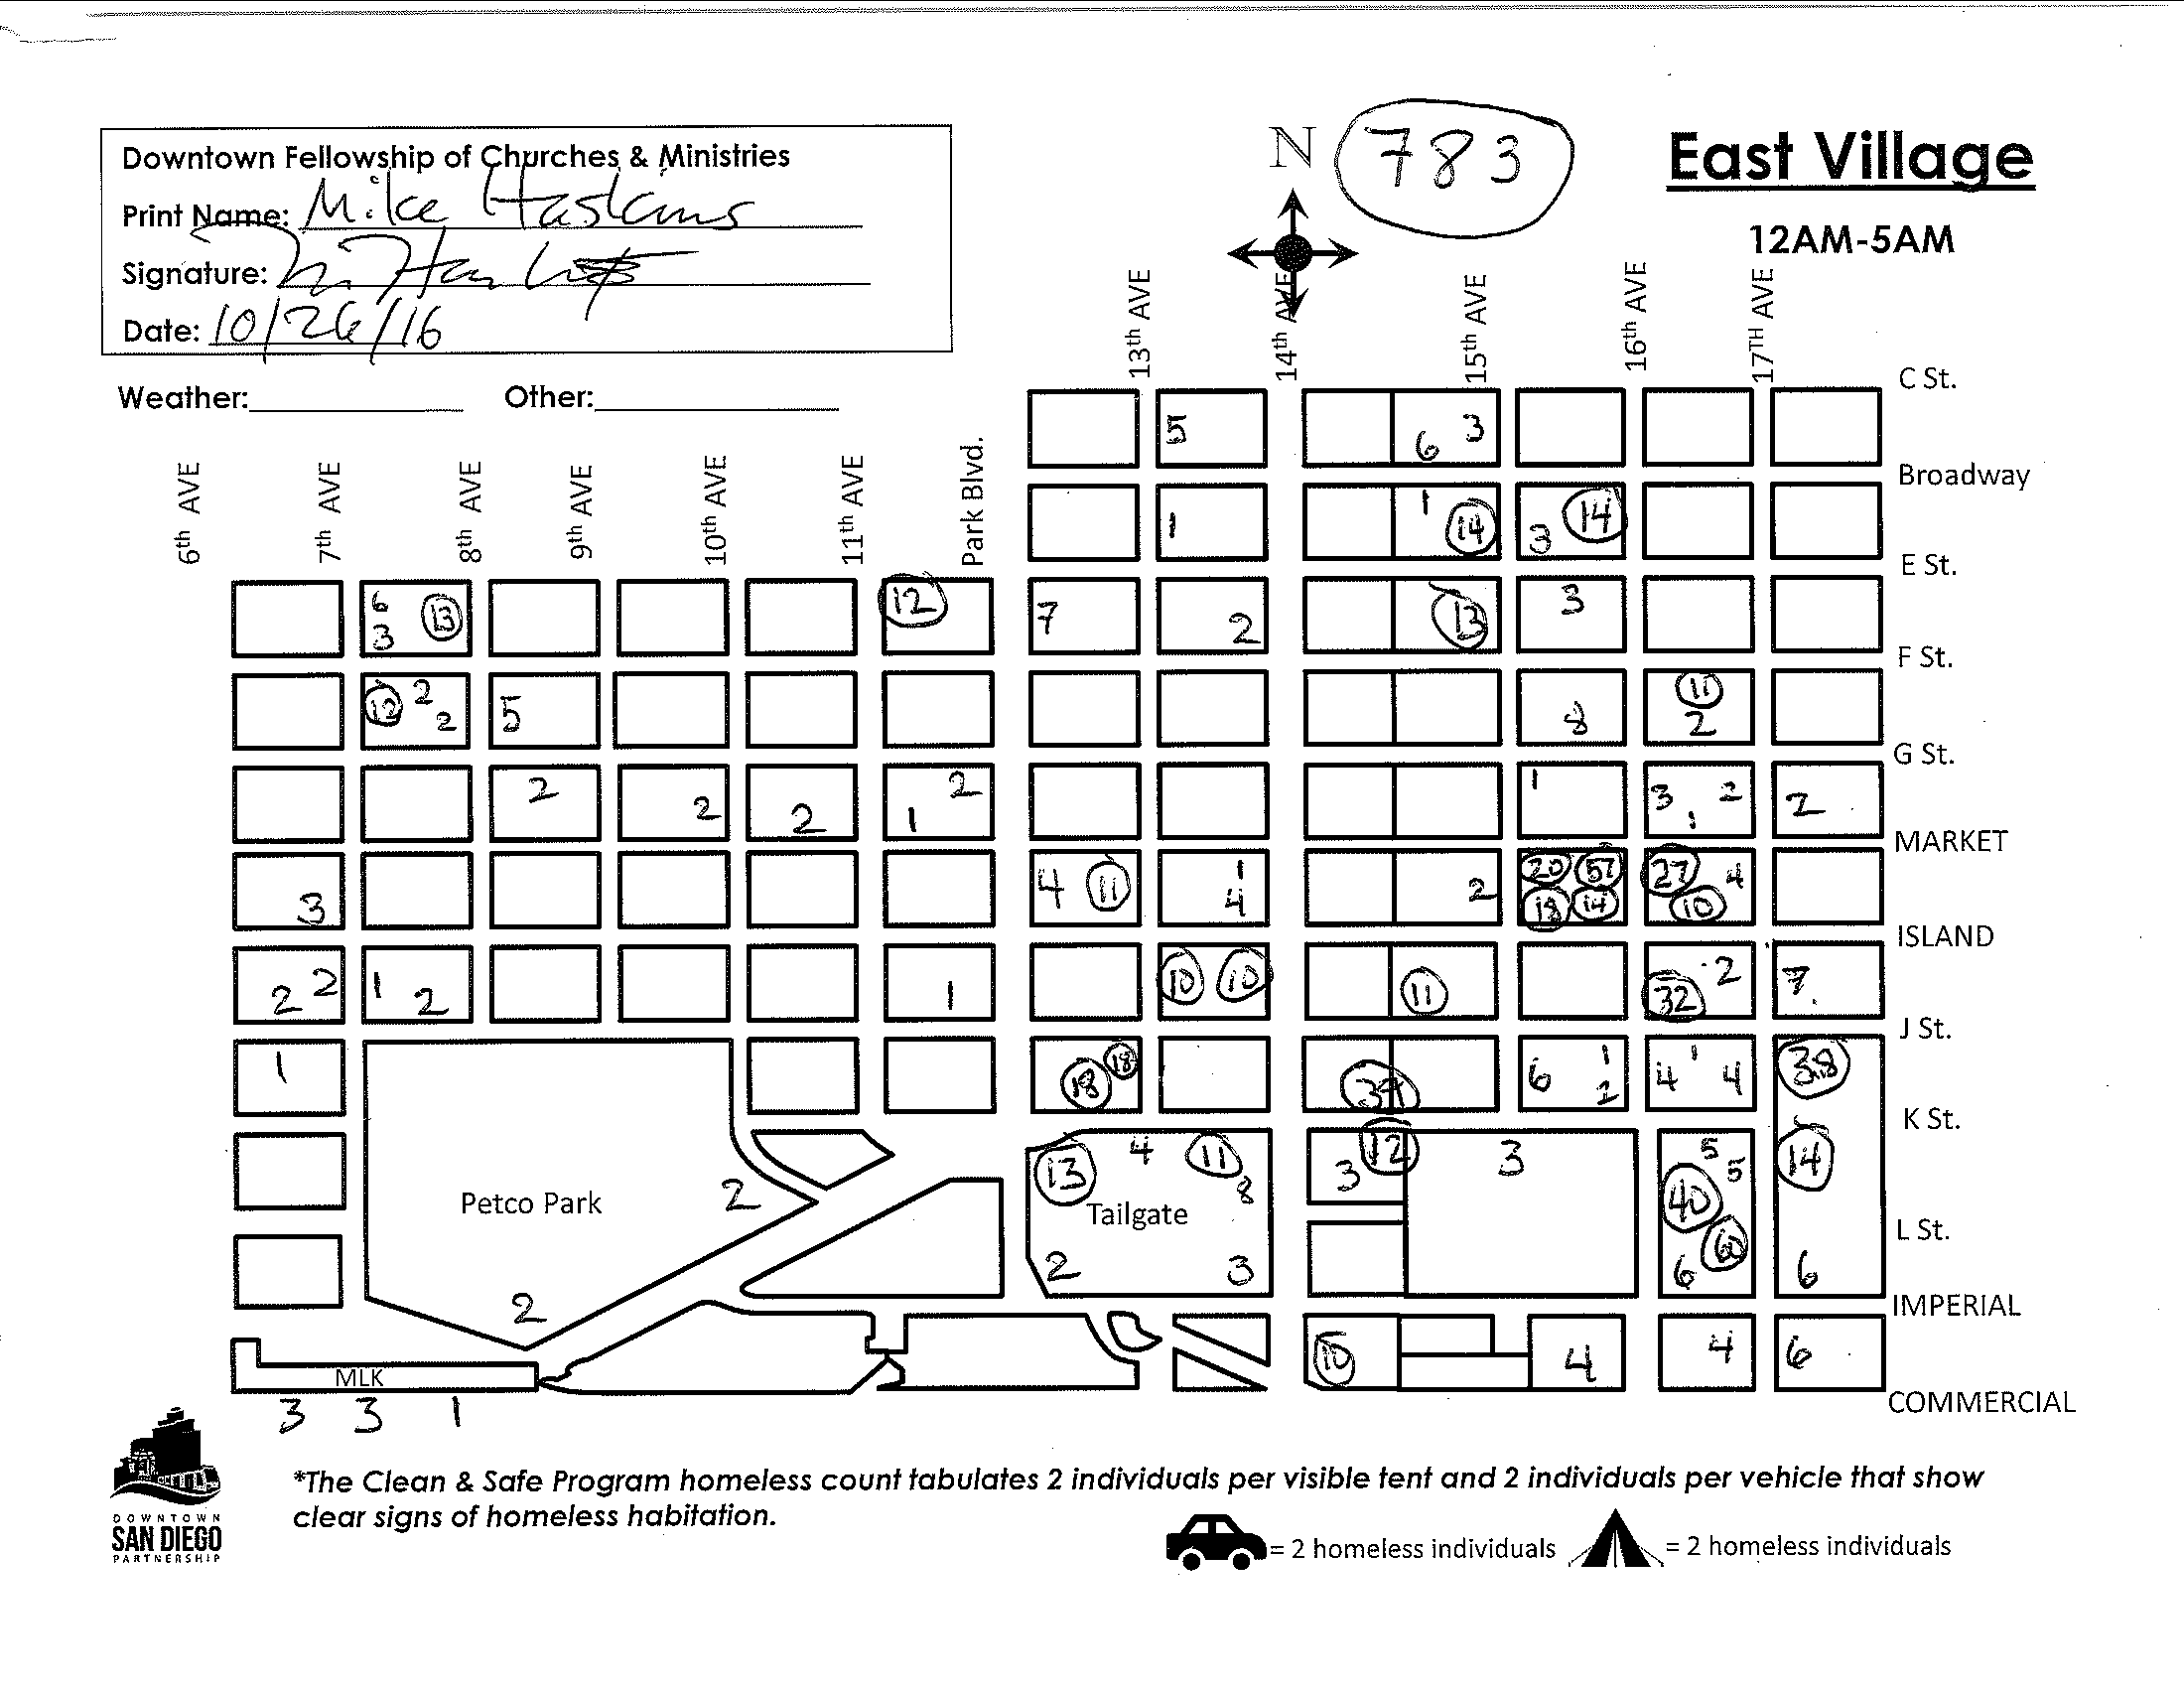 783
East Village
12AM-5AM
Downtown Fellowship of Churches & Ministries
Print Name: Mike Haskins
Signature:
Date: 10/26/16
Weather: Other:
N
6th AVE 7th AVE 8th AVE 9th AVE 10th AVE 11th AVE Park Blvd. 13th AVE 14th AVE 15th AVE 16th AVE 17TH AVE
C St.
5 6 3
Broadway
1 1 14 3 14
E St.
6 3 13 12 7 2 13 3
F St.
12 2 2 5 8 11 2
G St.
2 2 2 1 2 1 3 1 2 2
MARKET
3 4 11 1 4 2 20 57 18 14 27 4 10
ISLAND
2 2 1 2 1 10 10 11 32 2 7
J St.
1 18 18 6 1 2 4 1 4 38
K St.
13 4 11 8 3 12 3 5 5 14
Petco Park 2 Tailgate 40 60
L St.
2 2 3 6 6
IMPERIAL
MLK 10 4 4 6
COMMERCIAL
3 3 1
*The Clean & Safe Program homeless count tabulates 2 individuals per visible tent and 2 individuals per vehicle that show
clear signs of homeless habitation.
DOWNTOWN
SAN DIEGO
PARTNERSHIP
= 2 homeless individuals = 2 homeless individuals